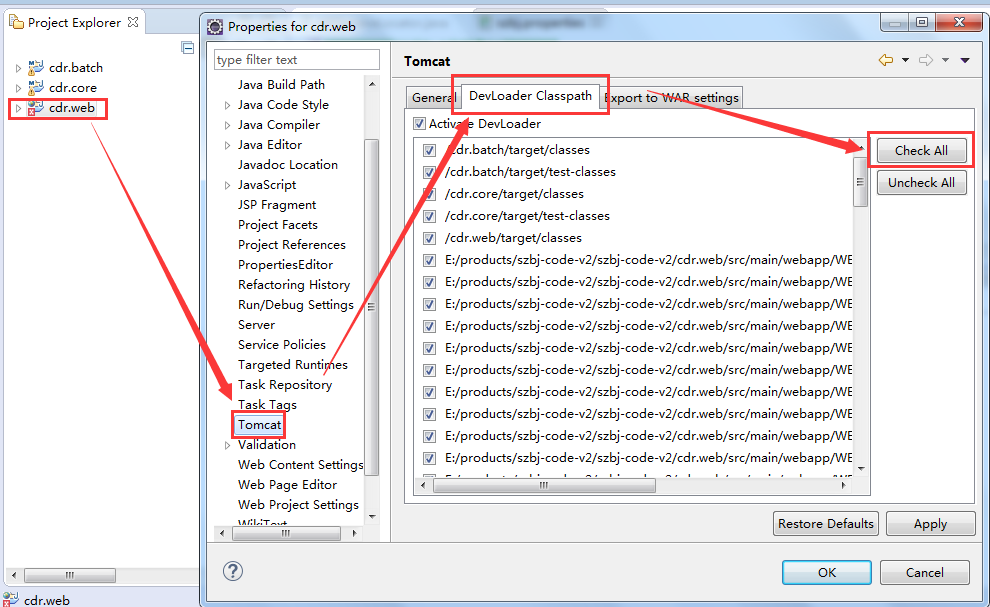 Project Explorer
cdr.batch
cdr.core
cdr.web
cdr.web
Properties for cdr.web
type filter text
Java Build Path
Java Code Style
Java Compiler
Java Editor
Javadoc Location
JavaScript
JSP Fragment
Project Facets
Project References
PropertiesEditor
Refactoring History
Run/Debug Settings
Server
Service Policies
Targeted Runtimes
Task Repository
Task Tags
Tomcat
Validation
Web Content Settings
Web Page Editor
Web Project Settings
WikiText
Tomcat
General
DevLoader Classpath
Export to WAR settings
Activate DevLoader
/cdr.batch/target/classes
/cdr.batch/target/test-classes
/cdr.core/target/classes
/cdr.core/target/test-classes
/cdr.web/target/classes
E:/products/szbj-code-v2/szbj-code-v2/cdr.web/src/main/webapp/WE
E:/products/szbj-code-v2/szbj-code-v2/cdr.web/src/main/webapp/WE
E:/products/szbj-code-v2/szbj-code-v2/cdr.web/src/main/webapp/WE
E:/products/szbj-code-v2/szbj-code-v2/cdr.web/src/main/webapp/WE
E:/products/szbj-code-v2/szbj-code-v2/cdr.web/src/main/webapp/WE
E:/products/szbj-code-v2/szbj-code-v2/cdr.web/src/main/webapp/WE
E:/products/szbj-code-v2/szbj-code-v2/cdr.web/src/main/webapp/WE
E:/products/szbj-code-v2/szbj-code-v2/cdr.web/src/main/webapp/WE
E:/products/szbj-code-v2/szbj-code-v2/cdr.web/src/main/webapp/WE
E:/products/szbj-code-v2/szbj-code-v2/cdr.web/src/main/webapp/WE
Check All
Uncheck All
Restore Defaults
Apply
OK
Cancel